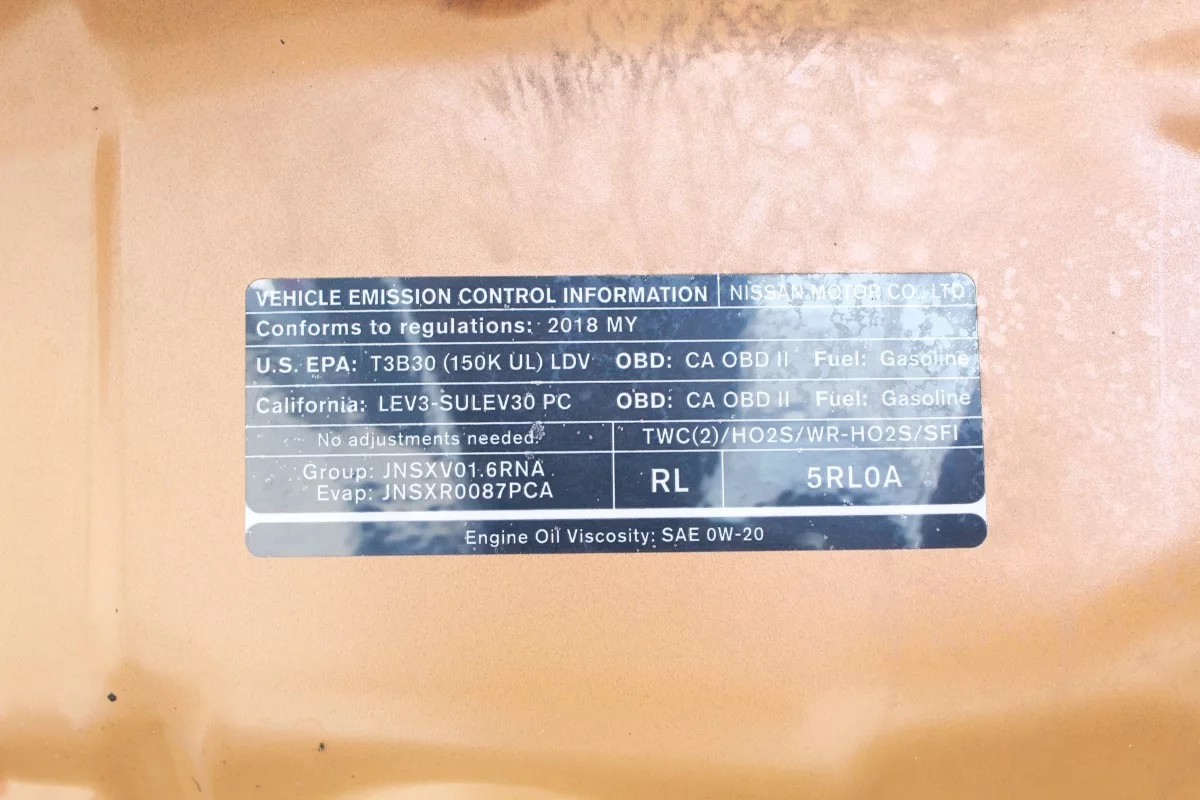 VEHICLE EMISSION CONTROL INFORMATION NISSAN MOTOR CO., LTD.
Conforms to regulations: 2018 MY
U.S. EPA: T3B30 (150K UL) LDV OBD: CA OBD II Fuel: Gasoline
California: LEV3-SULEV30 PC OBD: CA OBD II Fuel: Gasoline
No adjustments needed. TWC(2)/HO2S/WR-HO2S/SFI
Group: JNSXV01.6RNA
Evap: JNSXR0087PCA
RL 5RL0A
Engine Oil Viscosity: SAE 0W-20